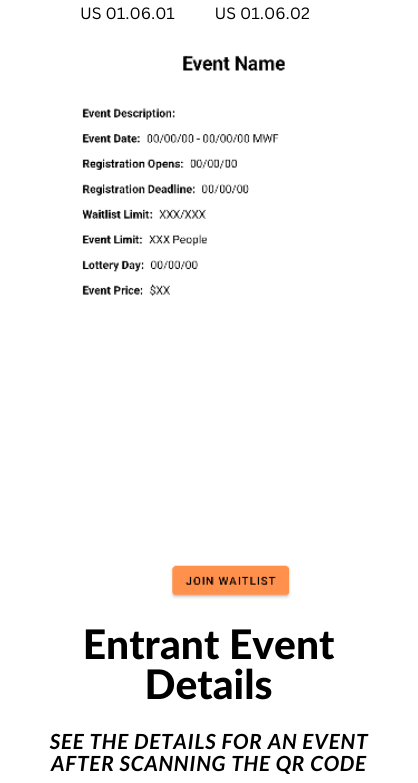 US 01.06.01 US 01.06.02
Event Name
Event Description:
Event Date: 00/00/00 - 00/00/00 MWF
Registration Opens: 00/00/00
Registration Deadline: 00/00/00
Waitlist Limit: XXX/XXX
Event Limit: XXX People
Lottery Day: 00/00/00
Event Price: $XX
JOIN WAITLIST
Entrant Event
Details
SEE THE DETAILS FOR AN EVENT
AFTER SCANNING THE QR CODE